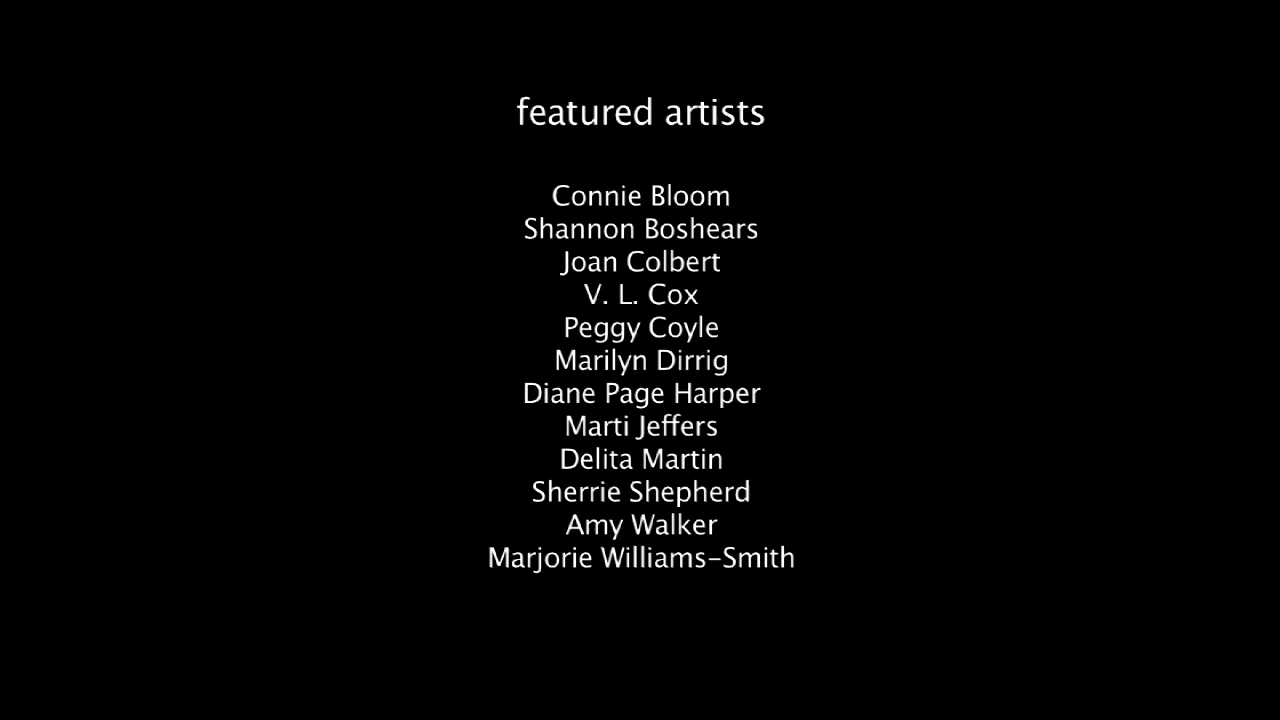 featured artists
Connie Bloom
Shannon Boshears
Joan Colbert
V. L. Cox
Peggy Coyle
Marilyn Dirrig
Diane Page Harper
Marti Jeffers
Delita Martin
Sherrie Shepherd
Amy Walker
Marjorie Williams-Smith